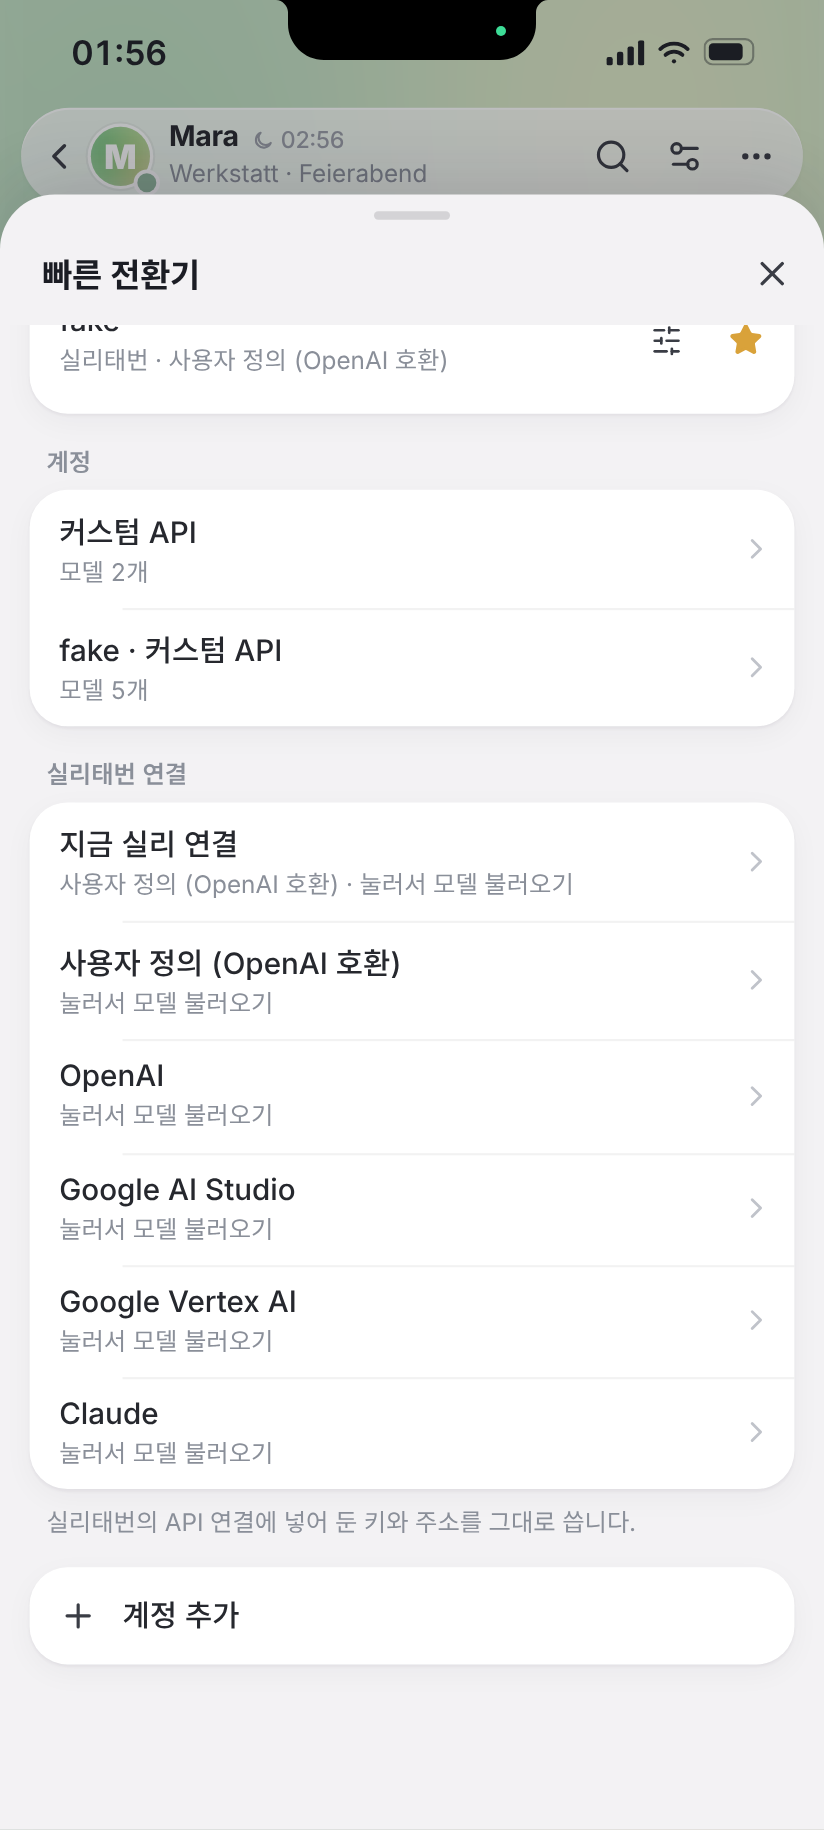 01:56
M
Mara 02:56
Werkstatt · Feierabend
빠른 전환기
fake
실리태번 · 사용자 정의 (OpenAI 호환)
계정
커스텀 API
모델 2개
fake · 커스텀 API
모델 5개
실리태번 연결
지금 실리 연결
사용자 정의 (OpenAI 호환) · 눌러서 모델 불러오기
사용자 정의 (OpenAI 호환)
눌러서 모델 불러오기
OpenAI
눌러서 모델 불러오기
Google AI Studio
눌러서 모델 불러오기
Google Vertex AI
눌러서 모델 불러오기
Claude
눌러서 모델 불러오기
실리태번의 API 연결에 넣어 둔 키와 주소를 그대로 씁니다.
계정 추가